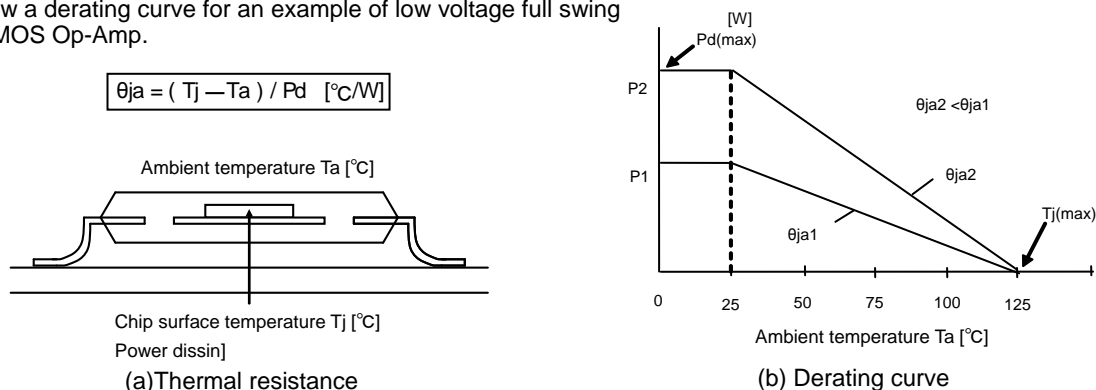 w a derating curve for an example of low voltage full swing
MOS Op-Amp.
θja = ( Tj —Ta ) / Pd [℃/W]
Ambient temperature Ta [℃]
Chip surface temperature Tj [℃]
Power dissin]
(a)Thermal resistance
[W]
Pd(max)
P2
θja2 <θja1
P1
θja2
Tj(max)
θja1
0 25 50 75 100 125
Ambient temperature Ta [℃]
(b) Derating curve